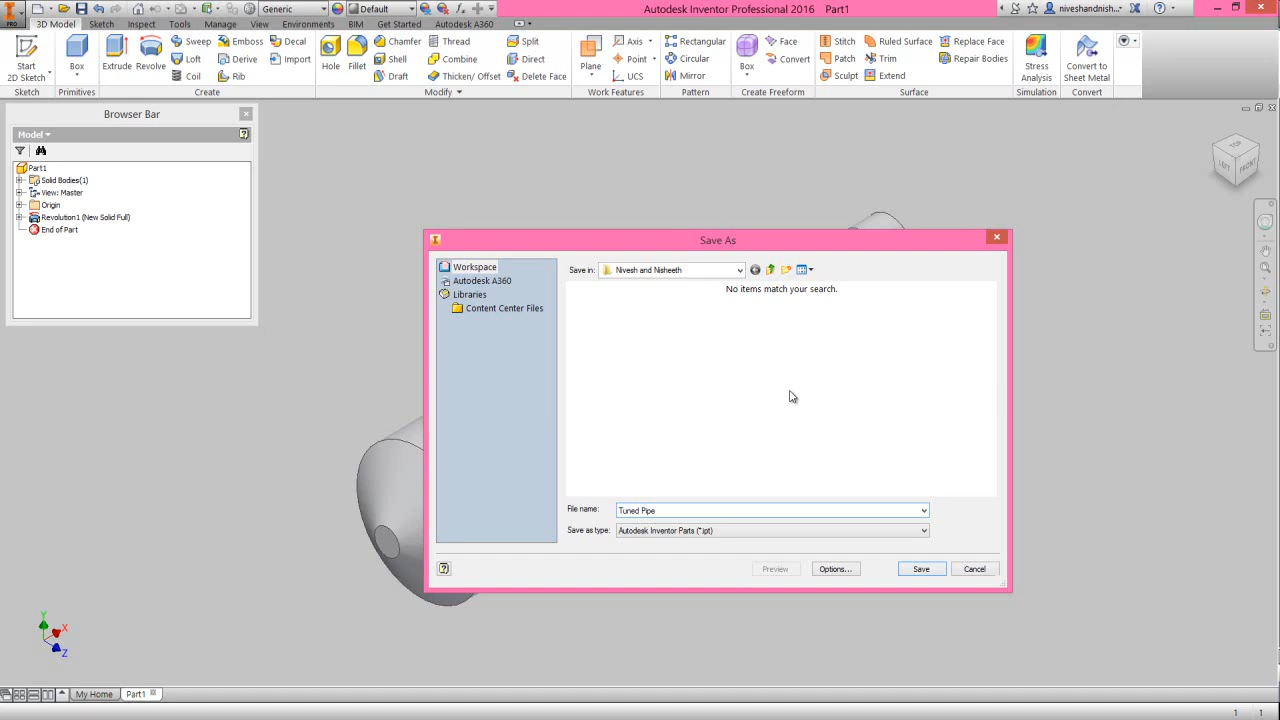 Generic
Default
Autodesk Inventor Professional 2016 Part1
niveshandnish...
PRO
3D Model Sketch Inspect Tools Manage View Environments BIM Get Started Autodesk A360
Start
2D Sketch
Box
Extrude
Revolve
Sweep
Loft
Coil
Emboss
Derive
Rib
Decal
Import
Hole
Fillet
Chamfer
Shell
Draft
Thread
Combine
Thicken/ Offset
Split
Direct
Delete Face
Plane
Axis
Point
UCS
Rectangular
Circular
Mirror
Box
Face
Convert
Stitch
Patch
Sculpt
Ruled Surface
Trim
Extend
Replace Face
Repair Bodies
Stress
Analysis
Convert to
Sheet Metal
Sketch Primitives Create Modify Work Features Pattern Create Freeform Surface Simulation Convert
Browser Bar
Model
Part1
Solid Bodies(1)
View: Master
Origin
Revolution1 (New Solid Full)
End of Part
TOP
LEFT
FRONT
Save As
Workspace
Autodesk A360
Libraries
Content Center Files
Save in: Nivesh and Nisheeth
No items match your search.
File name: Tuned Pipe
Save as type: Autodesk Inventor Parts (*.ipt)
Preview Options... Save Cancel
Y
X
Z
My Home Part1
1 1